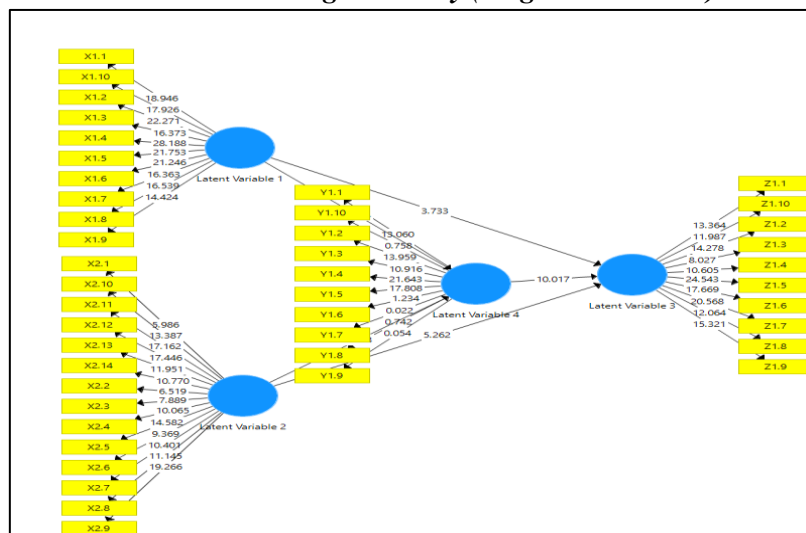 X1.1
X1.10
X1.2
X1.3
X1.4
X1.5
X1.6
X1.7
X1.8
X1.9
18.946
17.926
22.271
16.373
28.188
21.753
21.246
16.363
16.539
14.424
Latent Variable 1
X2.1
X2.10
X2.11
X2.12
X2.13
X2.14
X2.2
X2.3
X2.4
X2.5
X2.6
X2.7
X2.8
X2.9
5.986
13.387
17.162
17.446
11.951
10.770
6.519
7.889
10.065
14.582
9.369
10.401
11.145
19.266
Latent Variable 2
Y1.1
Y1.10
Y1.2
Y1.3
Y1.4
Y1.5
Y1.6
Y1.7
Y1.8
Y1.9
13.060
0.758
13.959
10.916
21.643
17.808
1.234
0.022
0.742
0.054
Latent Variable 4
3.733
10.017
5.262
Latent Variable 3
13.364
11.987
14.278
8.027
10.605
24.543
17.669
20.568
12.064
15.321
Z1.1
Z1.10
Z1.2
Z1.3
Z1.4
Z1.5
Z1.6
Z1.7
Z1.8
Z1.9